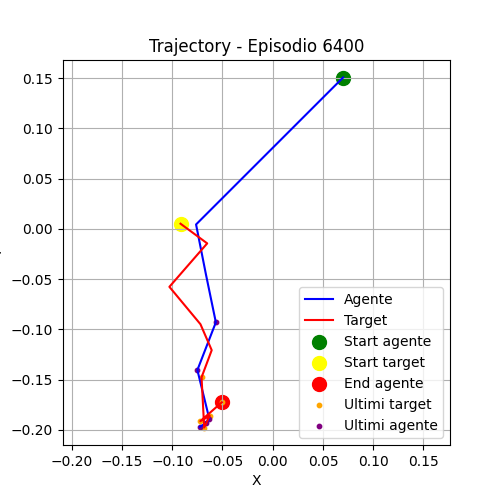 Trajectory - Episodio 6400
0.15
0.10
0.05
0.00
−0.05
−0.10
−0.15
−0.20
Agente
Target
Start agente
Start target
End agente
Ultimi target
Ultimi agente
−0.20 −0.15 −0.10 −0.05 0.00 0.05 0.10 0.15
X